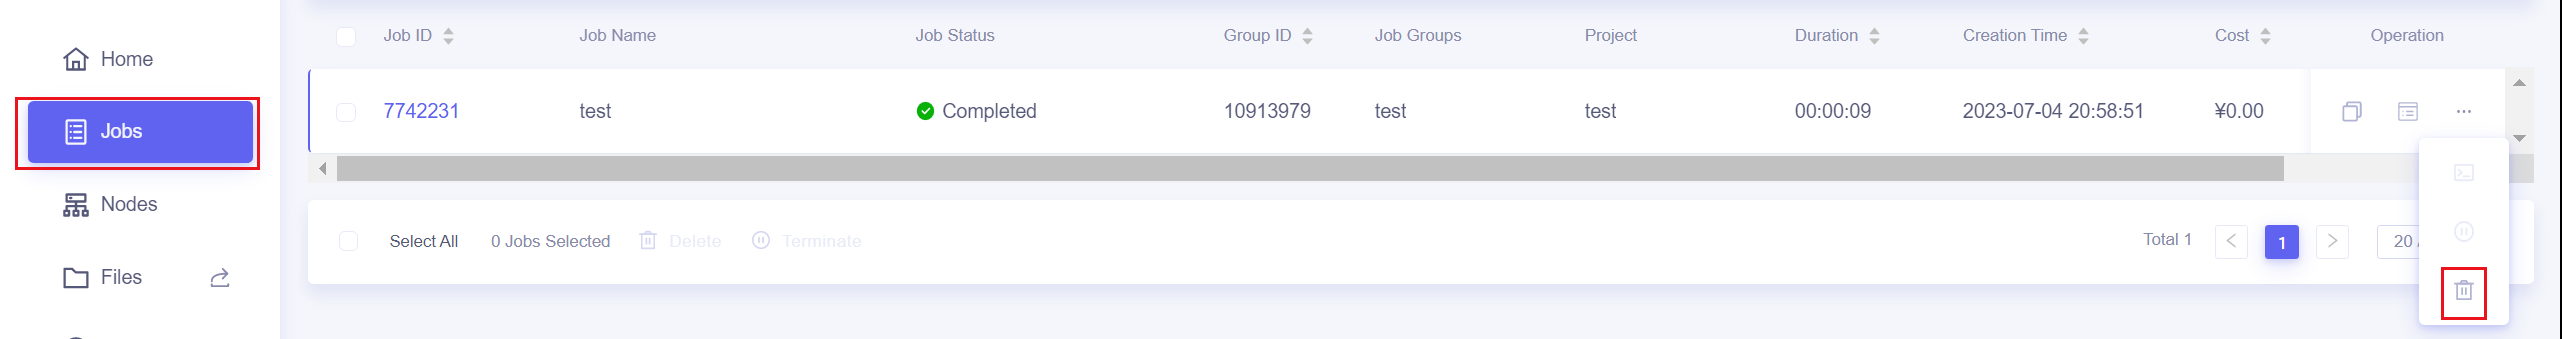 Home
Jobs
Nodes
Files
Job ID Job Name Job Status Group ID Job Groups Project Duration Creation Time Cost Operation
7742231 test Completed 10913979 test test 00:00:09 2023-07-04 20:58:51 ¥0.00
Select All 0 Jobs Selected Delete Terminate Total 1 1 20